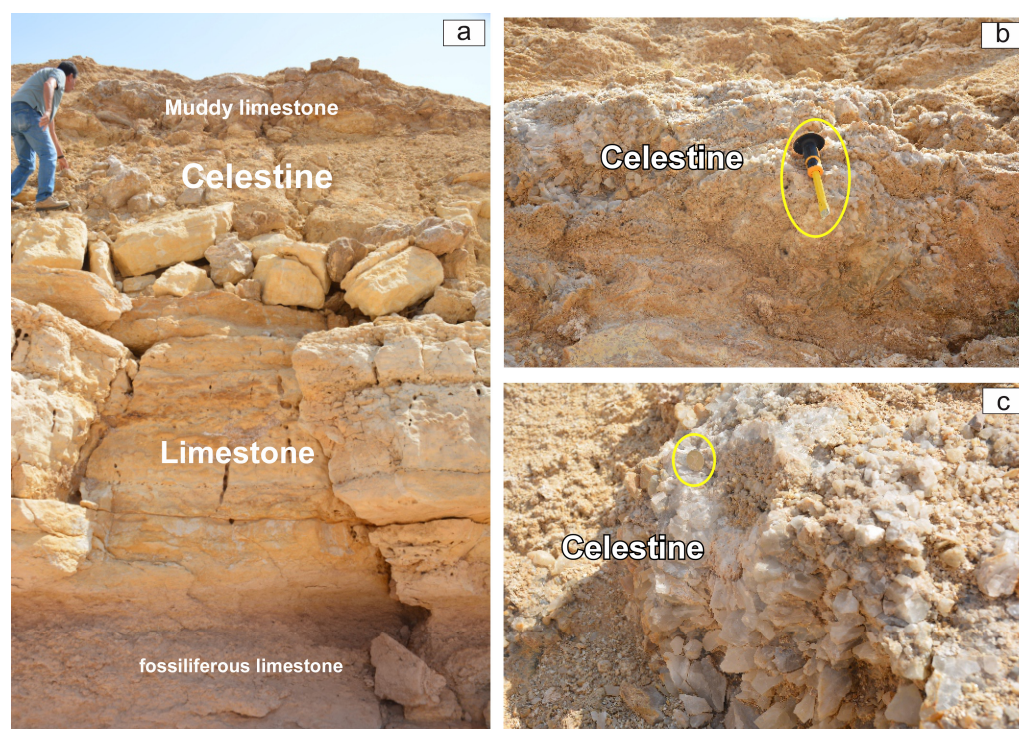 a
Muddy limestone
Celestine
Limestone
fossiliferous limestone
b
Celestine
c
Celestine